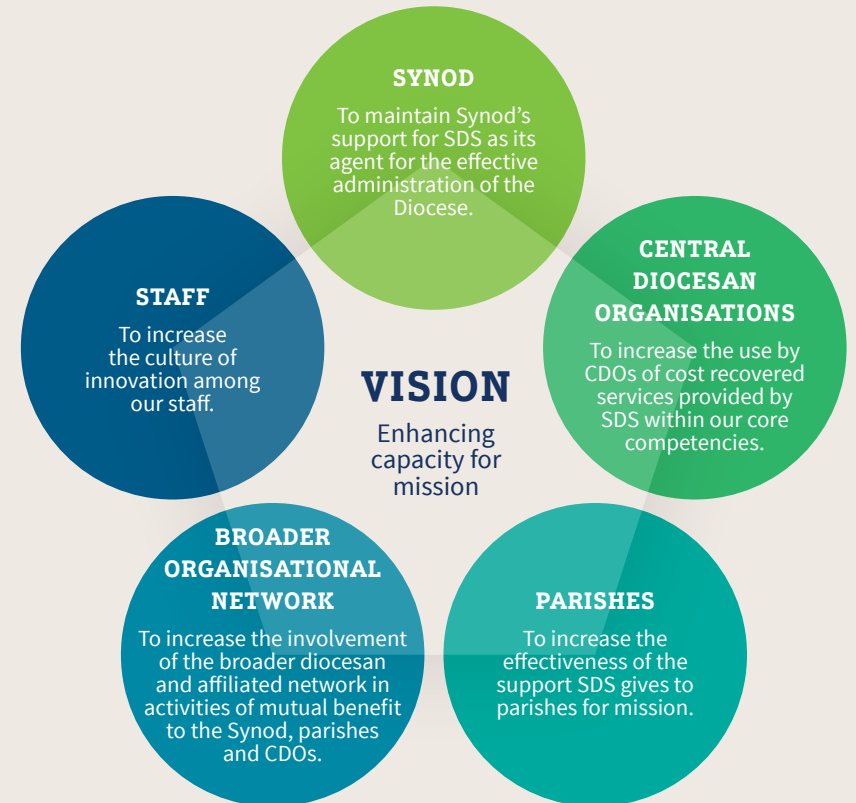 SYNOD
To maintain Synod’s
support for SDS as its
agent for the effective
administration of the
Diocese.
CENTRAL
DIOCESAN
ORGANISATIONS
To increase the use by
CDOs of cost recovered
services provided by
SDS within our core
competencies.
STAFF
To increase
the culture of
innovation among
our staff.
VISION
Enhancing
capacity for
mission
BROADER
ORGANISATIONAL
NETWORK
To increase the involvement
of the broader diocesan
and affiliated network in
activities of mutual benefit
to the Synod, parishes
and CDOs.
PARISHES
To increase the
effectiveness of the
support SDS gives to
parishes for mission.